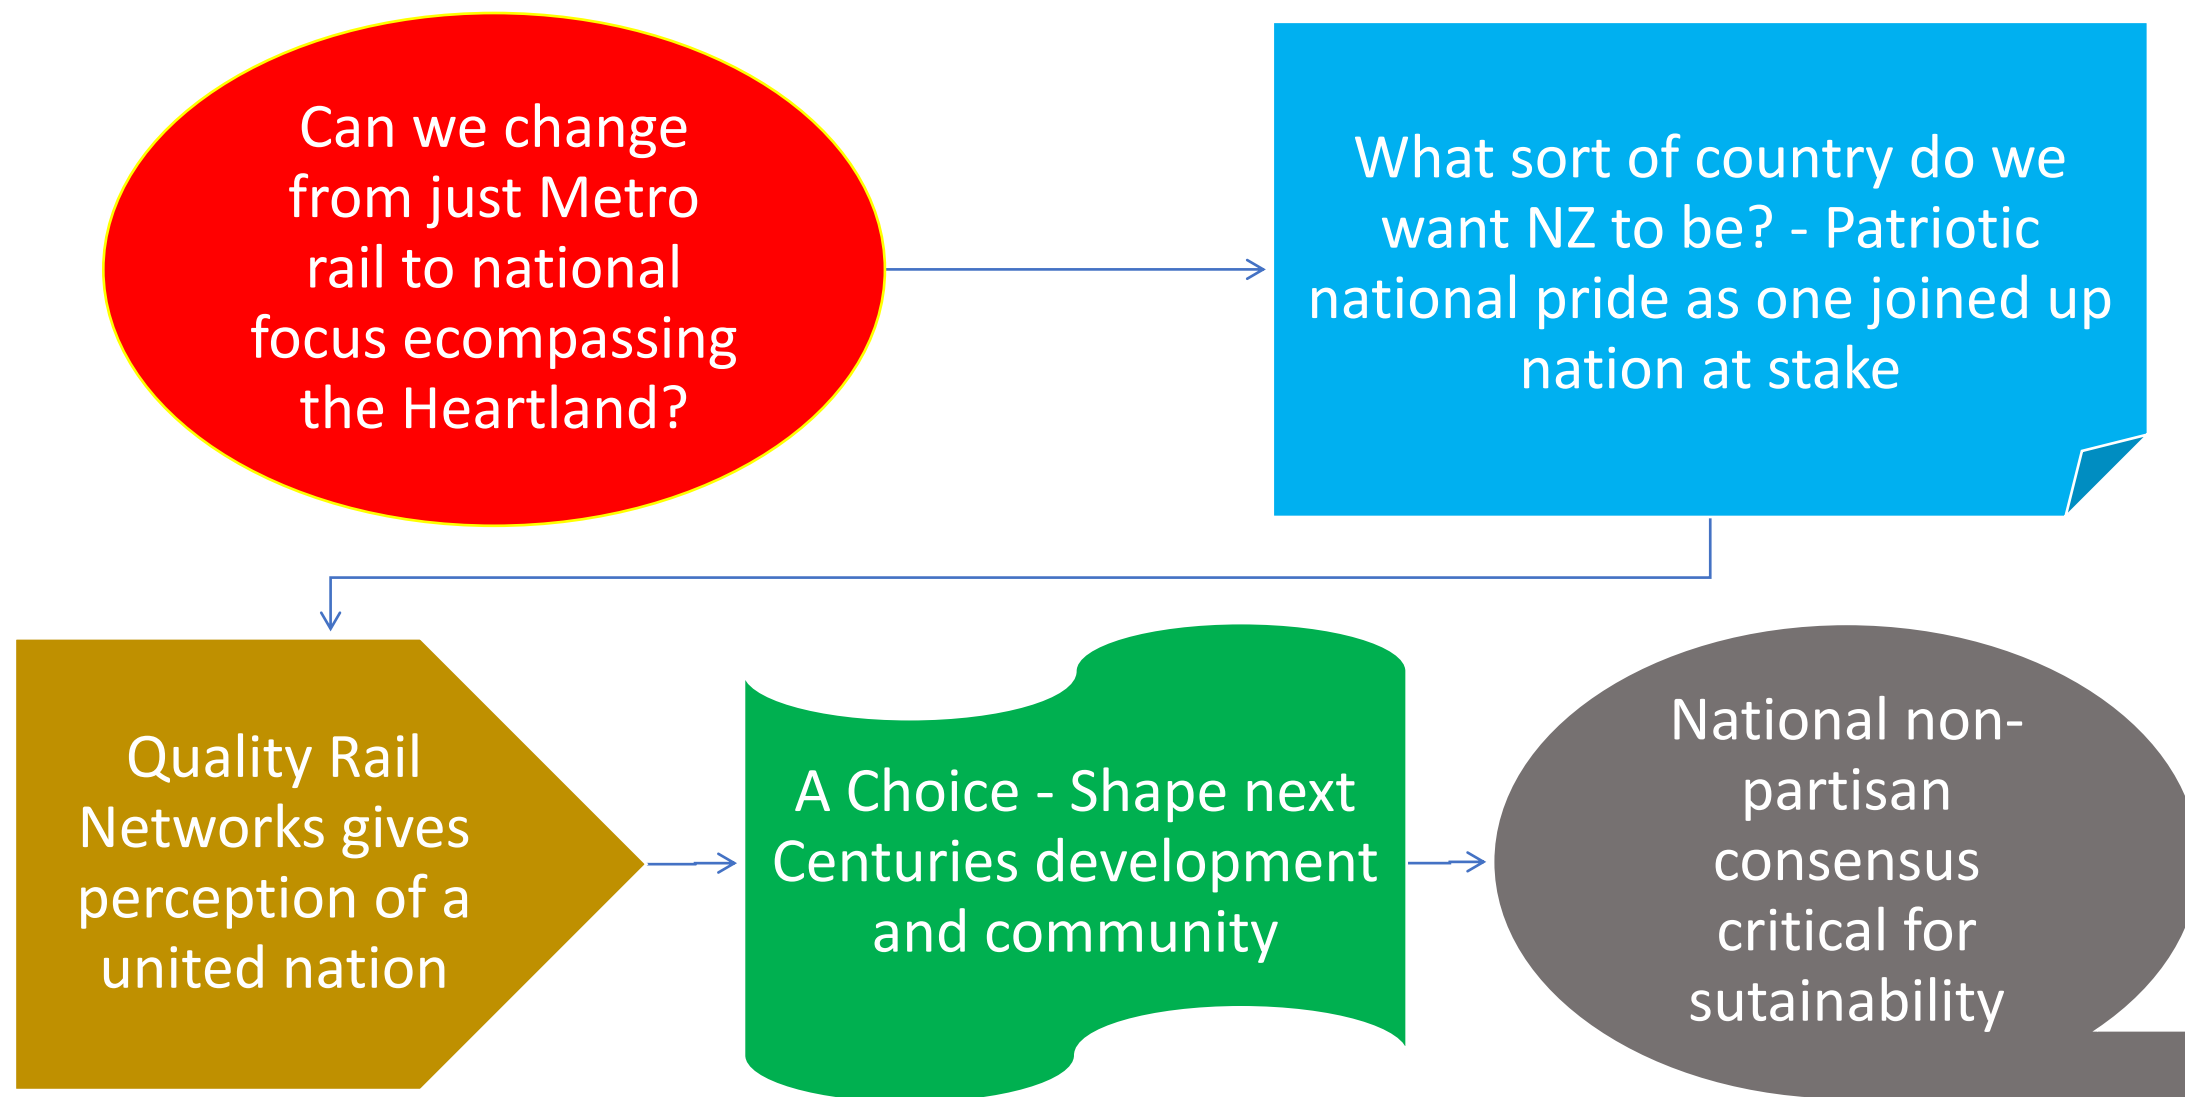 Can we change
from just Metro
rail to national
focus ecompassing
the Heartland?
What sort of country do we
want NZ to be? - Patriotic
national pride as one joined up
nation at stake
Quality Rail
Networks gives
perception of a
united nation
A Choice - Shape next
Centuries development
and community
National non-
partisan
consensus
critical for
sutainability